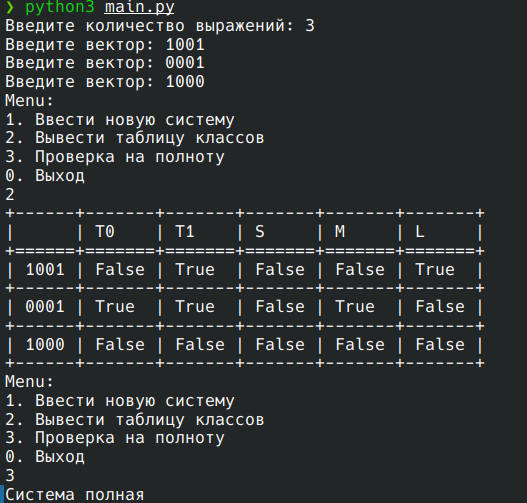 ❯ python3 main.py
Введите количество выражений: 3
Введите вектор: 1001
Введите вектор: 0001
Введите вектор: 1000
Menu:
1. Ввести новую систему
2. Вывести таблицу классов
3. Проверка на полноту
0. Выход
2
+------+-------+-------+-------+-------+-------+
|      | T0    | T1    | S     | M     | L     |
+======+=======+=======+=======+=======+=======+
| 1001 | False | True  | False | False | True  |
+------+-------+-------+-------+-------+-------+
| 0001 | True  | True  | False | True  | False |
+------+-------+-------+-------+-------+-------+
| 1000 | False | False | False | False | False |
+------+-------+-------+-------+-------+-------+
Menu:
1. Ввести новую систему
2. Вывести таблицу классов
3. Проверка на полноту
0. Выход
3
Система полная